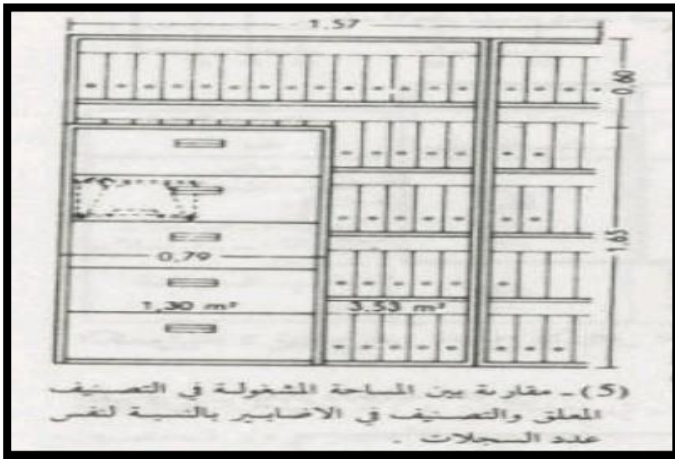 1.57
0,60
0,79
1,65
1,30 m²
3.53 m²
(5) - مقارنة بين المساحة المشغولة في التصنيف
المعلق والتصنيف في الاضابير بالنسبة لنفس
عدد السجلات .